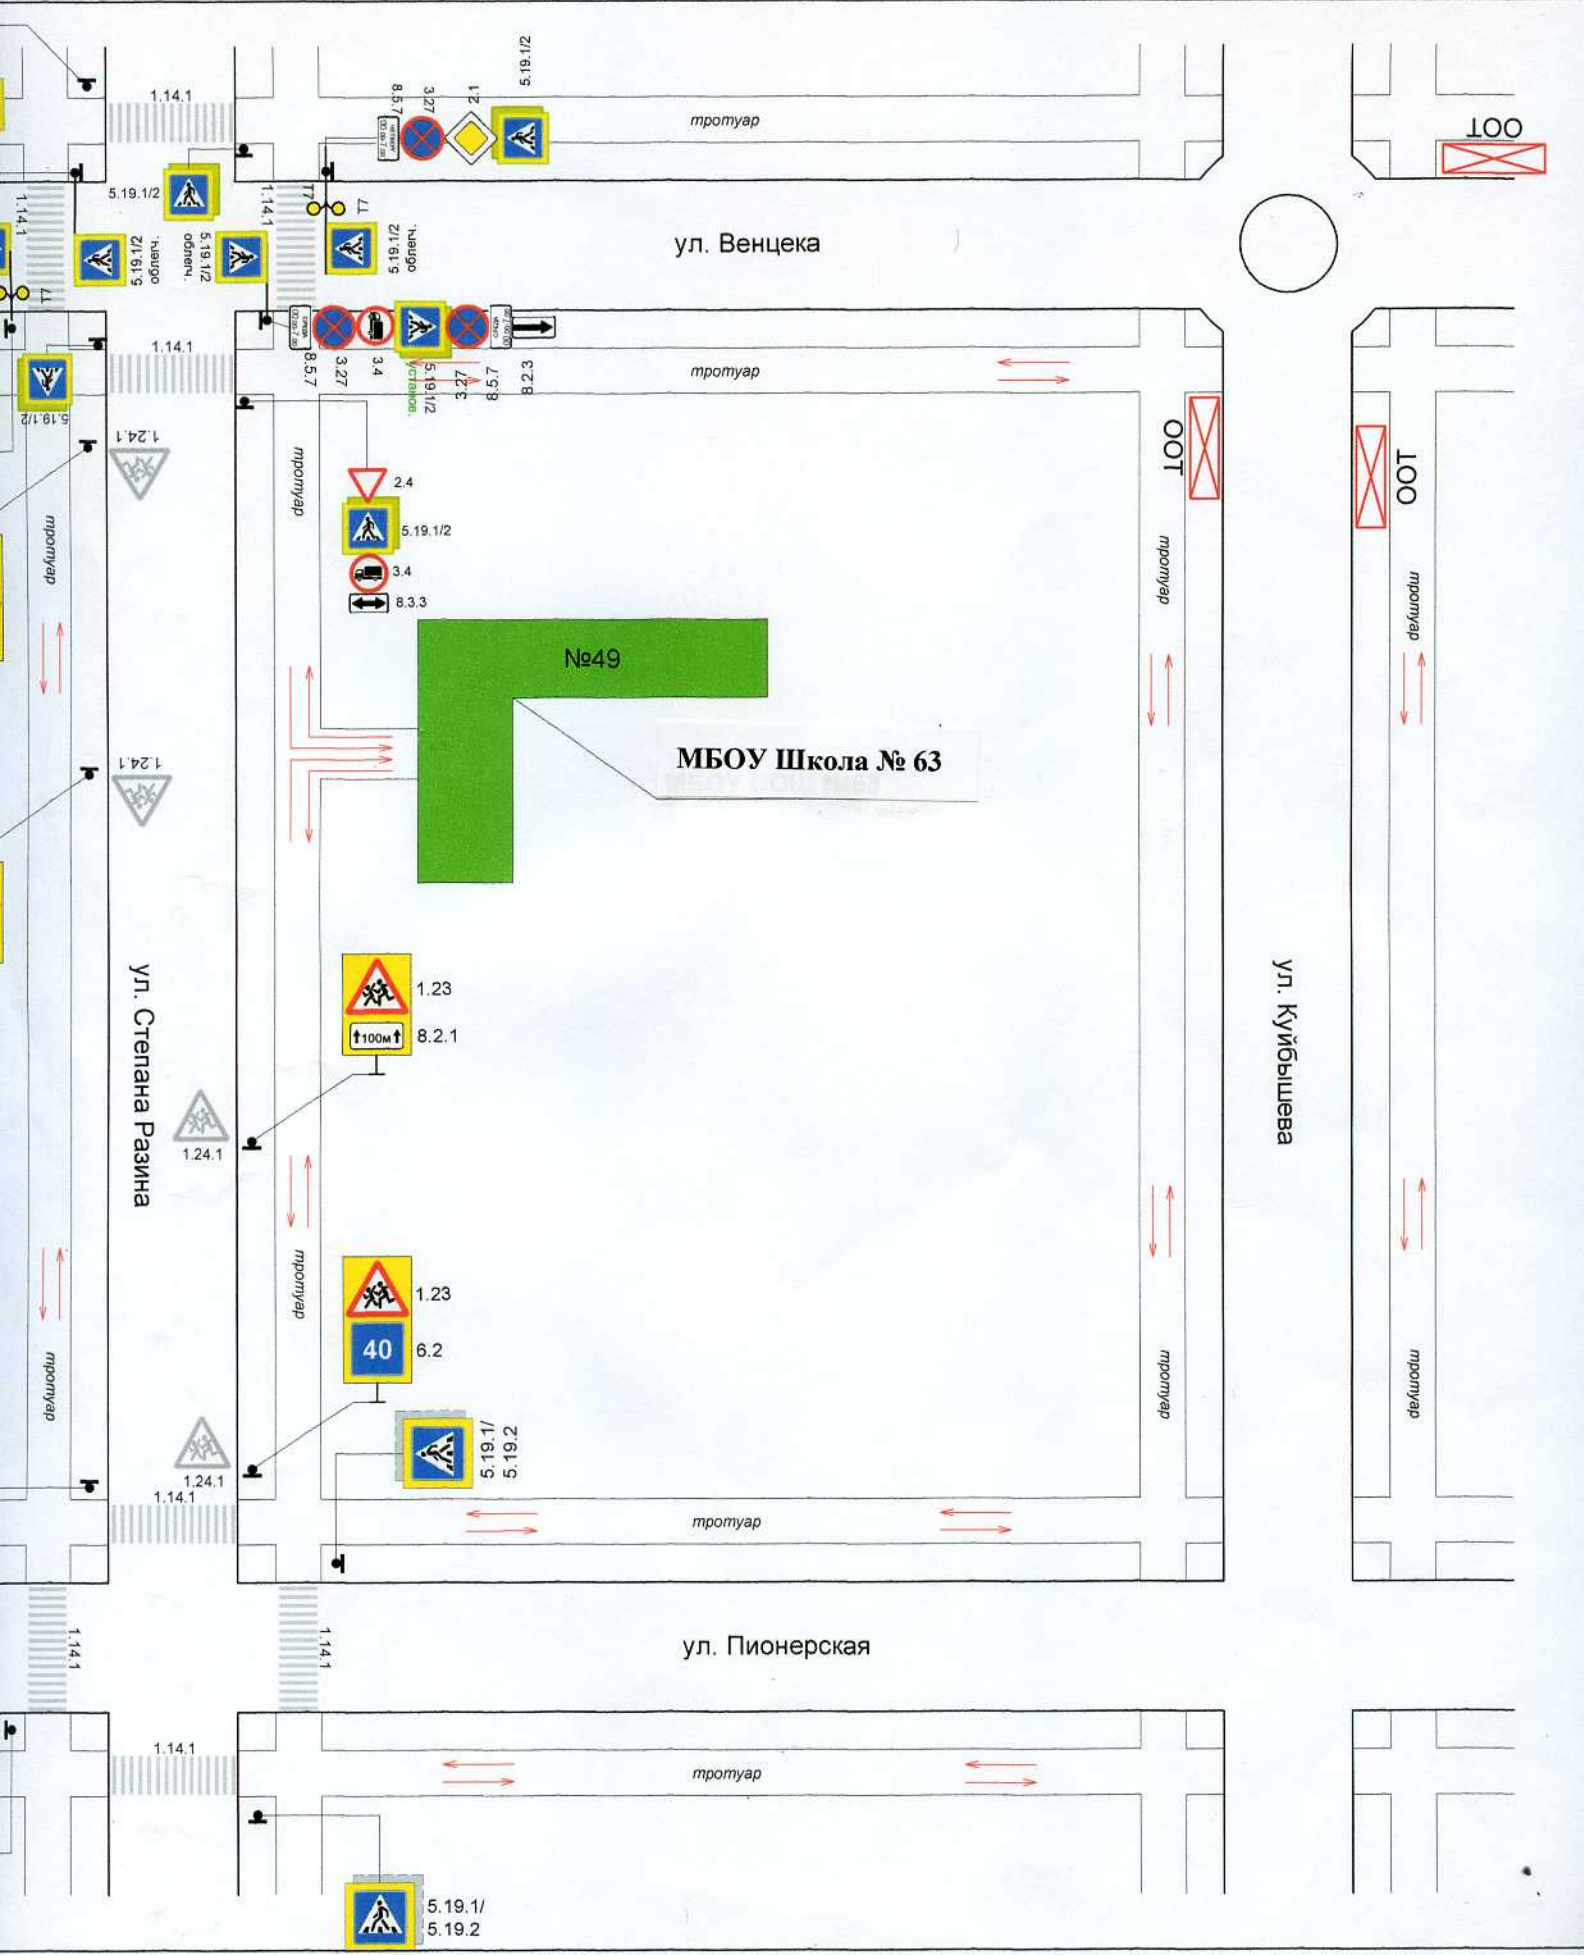 1.14.1
8.5.7
3.27
2.1
5.19.1/2
тротуар
ООТ
5.19.1/2
1.14.1
1.14.1
Т7
Т7
5.19.1/2
облегч.
5.19.1/2
облегч.
5.19.1/2
облегч.
ул. Венцека
Т7
1.14.1
8.5.7
3.27
3.4
5.19.1/2
установ.
3.27
8.5.7
8.2.3
тротуар
5.19.1/2
1.24.1
тротуар
тротуар
2.4
5.19.1/2
3.4
8.3.3
ООТ
ООТ
тротуар
тротуар
№49
МБОУ Школа № 63
1.24.1
ул. Степана Разина
1.23
100м
8.2.1
ул. Куйбышева
1.24.1
тротуар
1.23
40
6.2
тротуар
тротуар
тротуар
1.24.1
5.19.1/
5.19.2
1.14.1
тротуар
1.14.1
1.14.1
ул. Пионерская
1.14.1
тротуар
5.19.1/
5.19.2